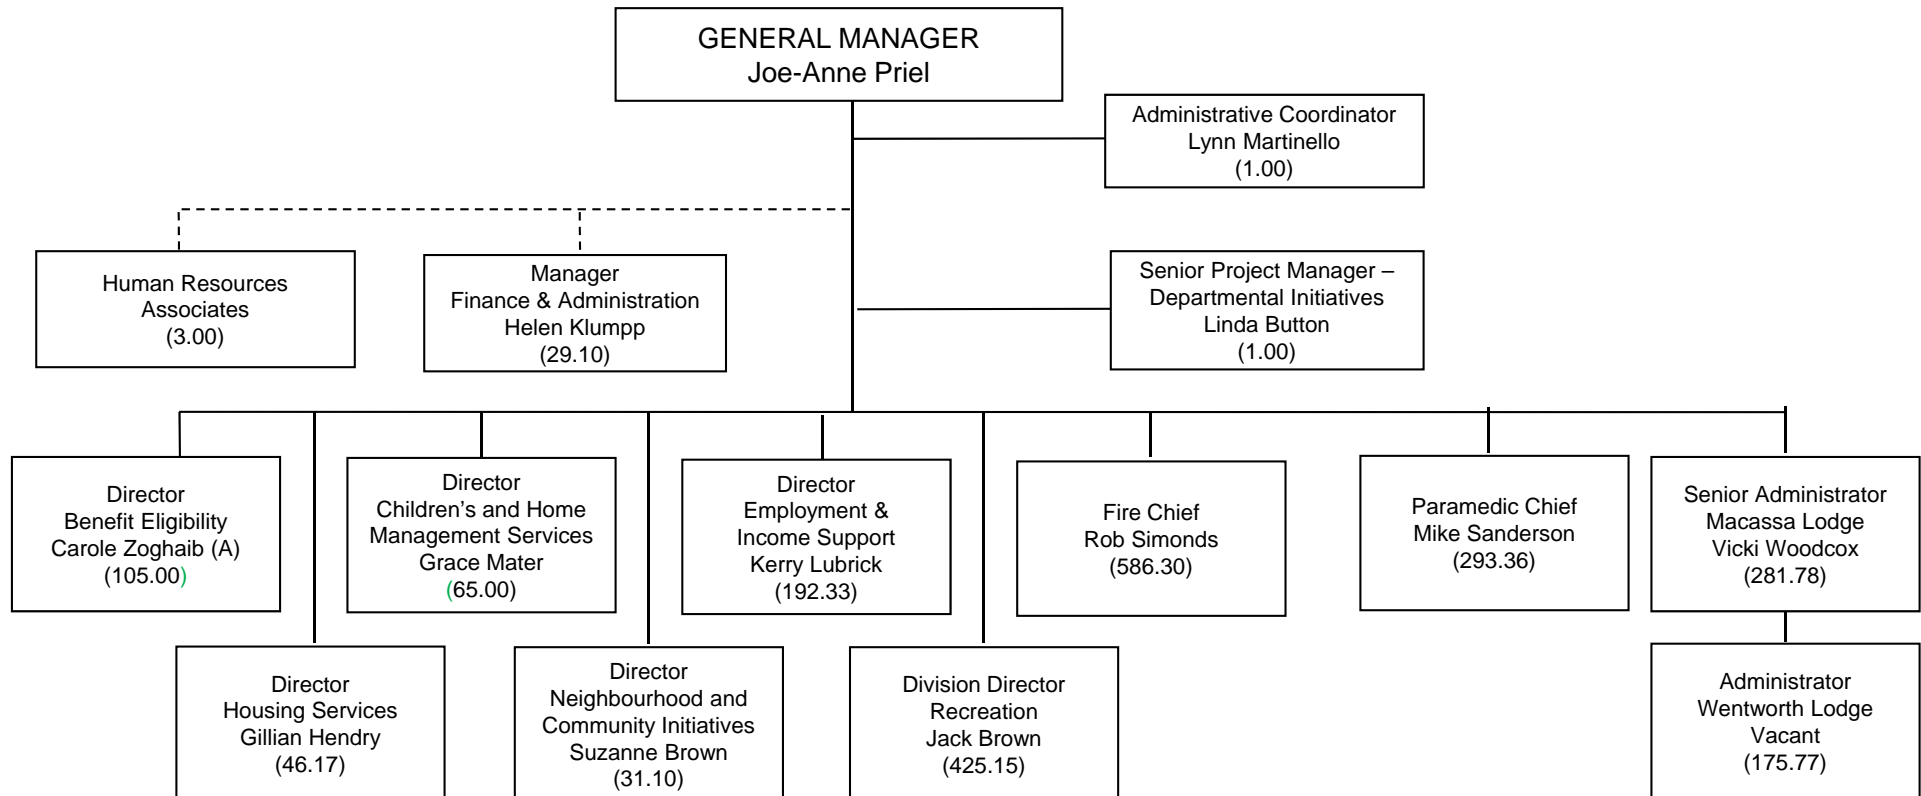 GENERAL MANAGER
Joe-Anne Priel
Administrative Coordinator
Lynn Martinello
(1.00)
Human Resources
Associates
(3.00)
Manager
Finance & Administration
Helen Klumpp
(29.10)
Senior Project Manager –
Departmental Initiatives
Linda Button
(1.00)
Director
Benefit Eligibility
Carole Zoghaib (A)
(105.00)
Director
Children’s and Home
Management Services
Grace Mater
(65.00)
Director
Employment &
Income Support
Kerry Lubrick
(192.33)
Fire Chief
Rob Simonds
(586.30)
Paramedic Chief
Mike Sanderson
(293.36)
Senior Administrator
Macassa Lodge
Vicki Woodcox
(281.78)
Director
Housing Services
Gillian Hendry
(46.17)
Director
Neighbourhood and
Community Initiatives
Suzanne Brown
(31.10)
Division Director
Recreation
Jack Brown
(425.15)
Administrator
Wentworth Lodge
Vacant
(175.77)